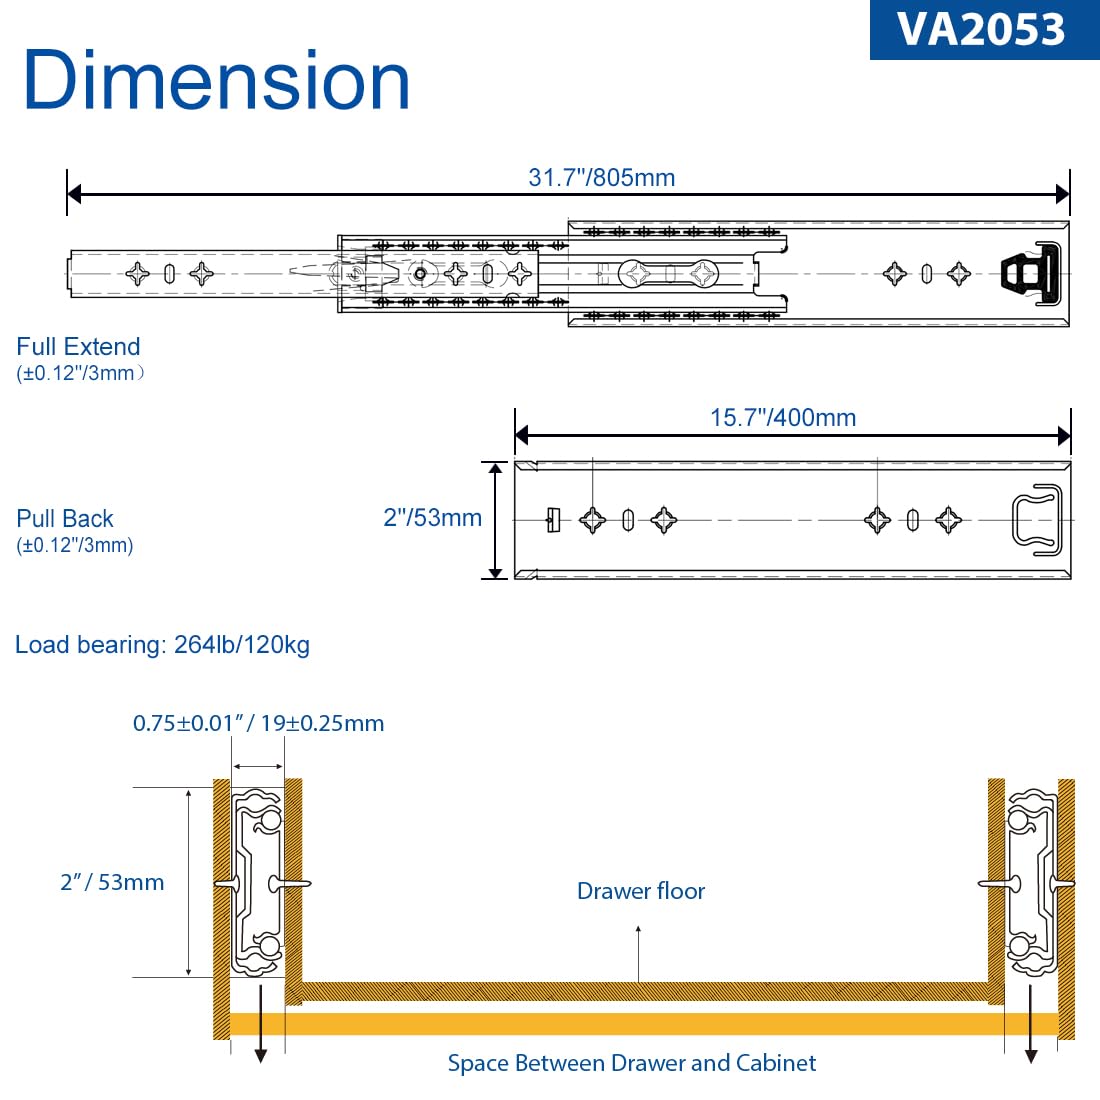 VA2053
Dimension
31.7"/805mm
Full Extend
(±0.12"/3mm）
15.7"/400mm
2"/53mm
Pull Back
(±0.12"/3mm)
Load bearing: 264lb/120kg
0.75±0.01” / 19±0.25mm
2” / 53mm
Drawer floor
Space Between Drawer and Cabinet